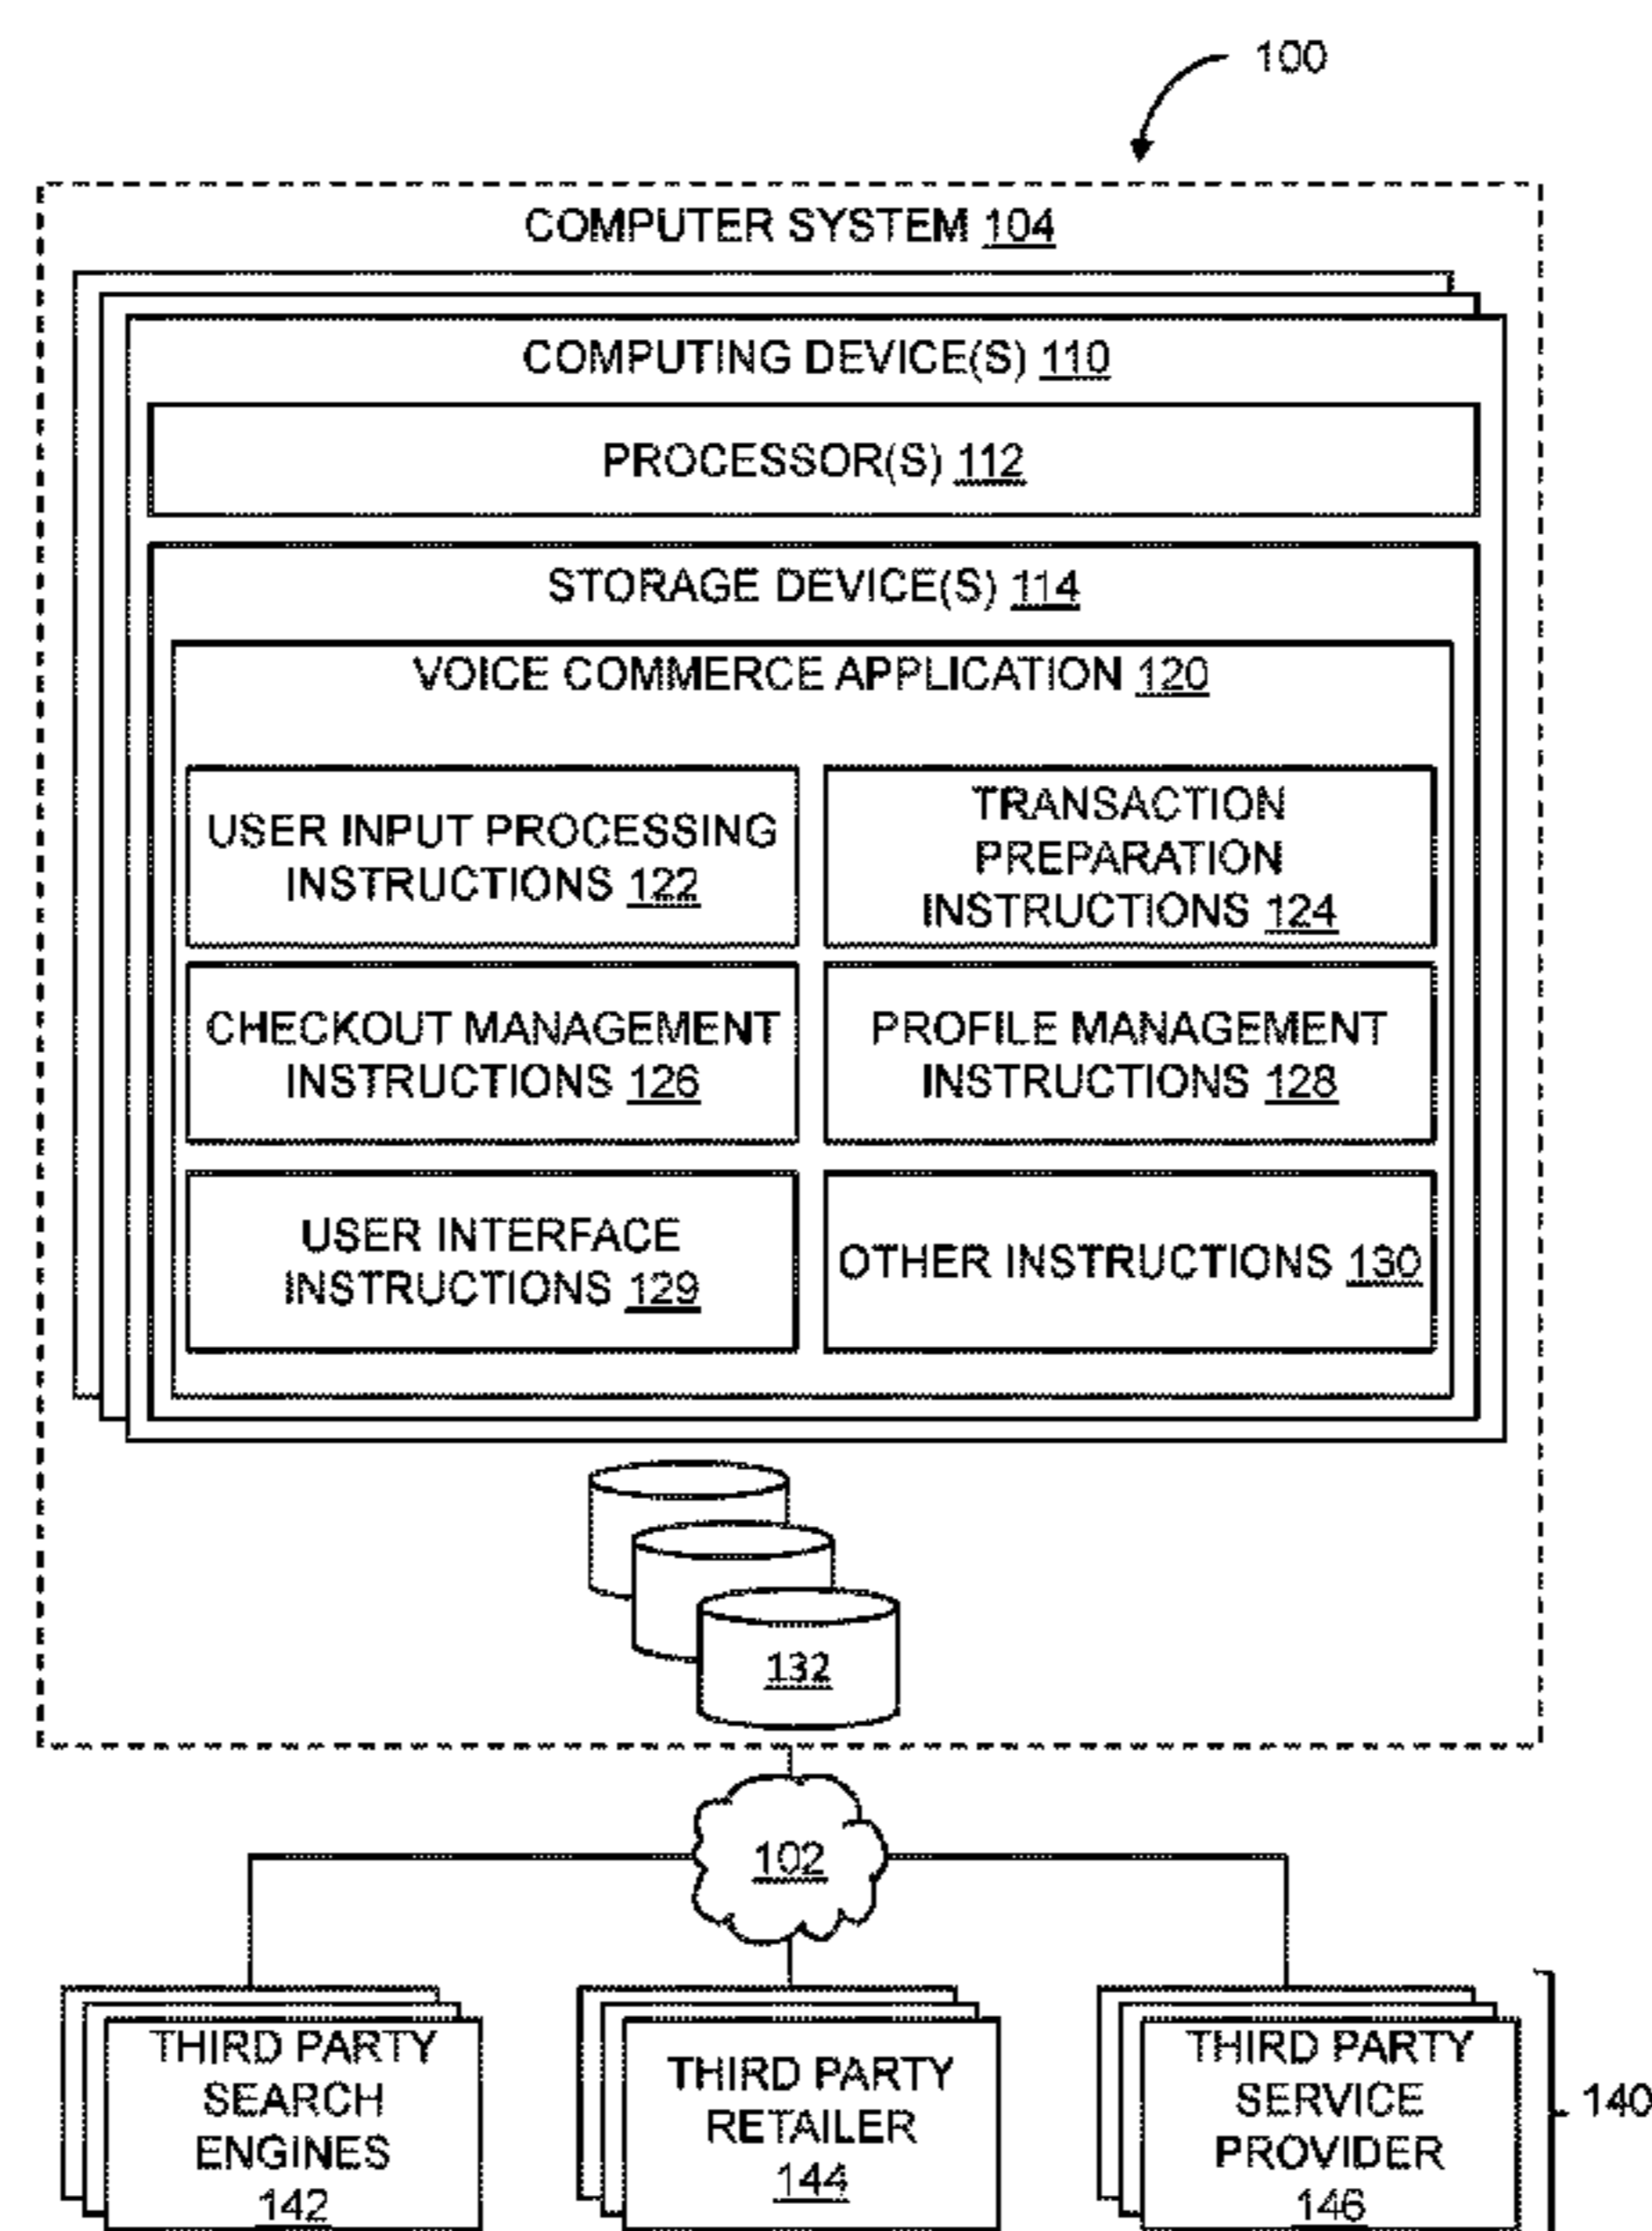 100
COMPUTER SYSTEM 104
COMPUTING DEVICE(S) 110
PROCESSOR(S) 112
STORAGE DEVICE(S) 114
VOICE COMMERCE APPLICATION 120
USER INPUT PROCESSING
INSTRUCTIONS 122
TRANSACTION
PREPARATION
INSTRUCTIONS 124
CHECKOUT MANAGEMENT
INSTRUCTIONS 126
PROFILE MANAGEMENT
INSTRUCTIONS 128
USER INTERFACE
INSTRUCTIONS 129
OTHER INSTRUCTIONS 130
132
102
THIRD PARTY
SEARCH
ENGINES
142
THIRD PARTY
RETAILER
144
THIRD PARTY
SERVICE
PROVIDER
146
140